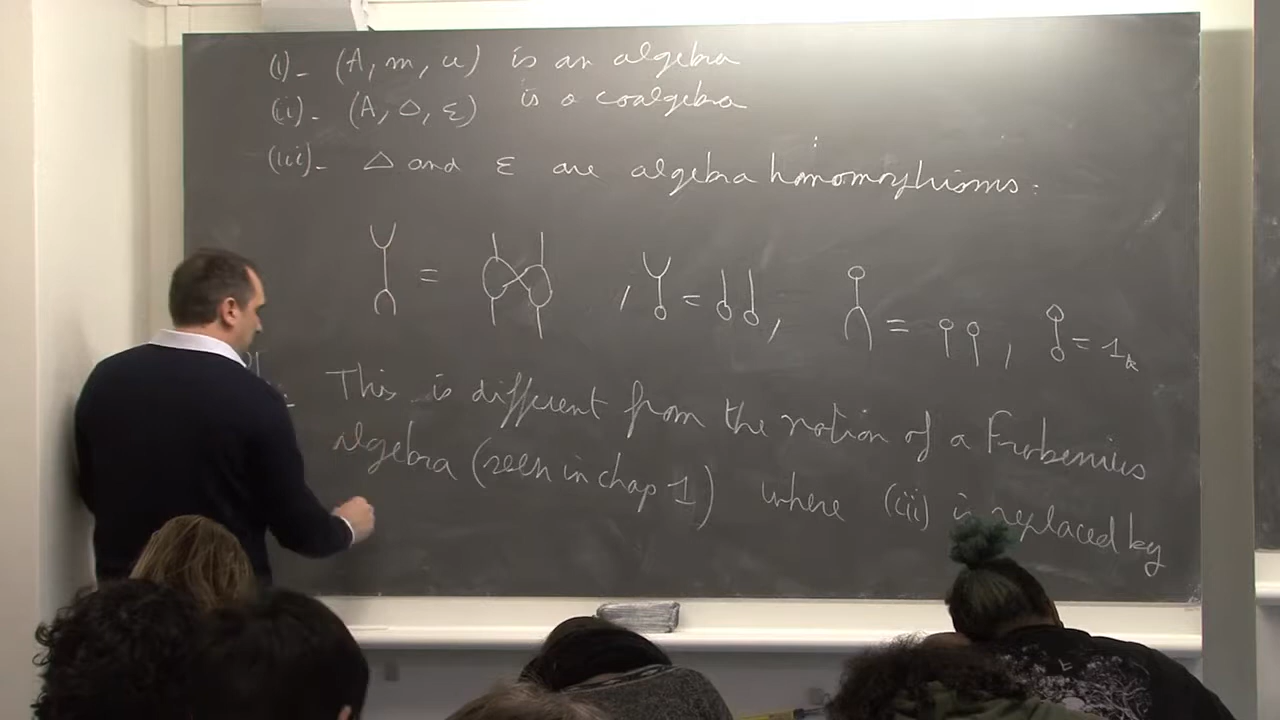 (i)- (A, m, u) is an algebra
(ii)- (A, Δ, ε) is a coalgebra
(iii)- Δ and ε are algebra homomorphisms:
= , = , = , = 1k
This is different from the notion of a Frobenius
algebra (seen in chap 1) where (iii) is replaced by